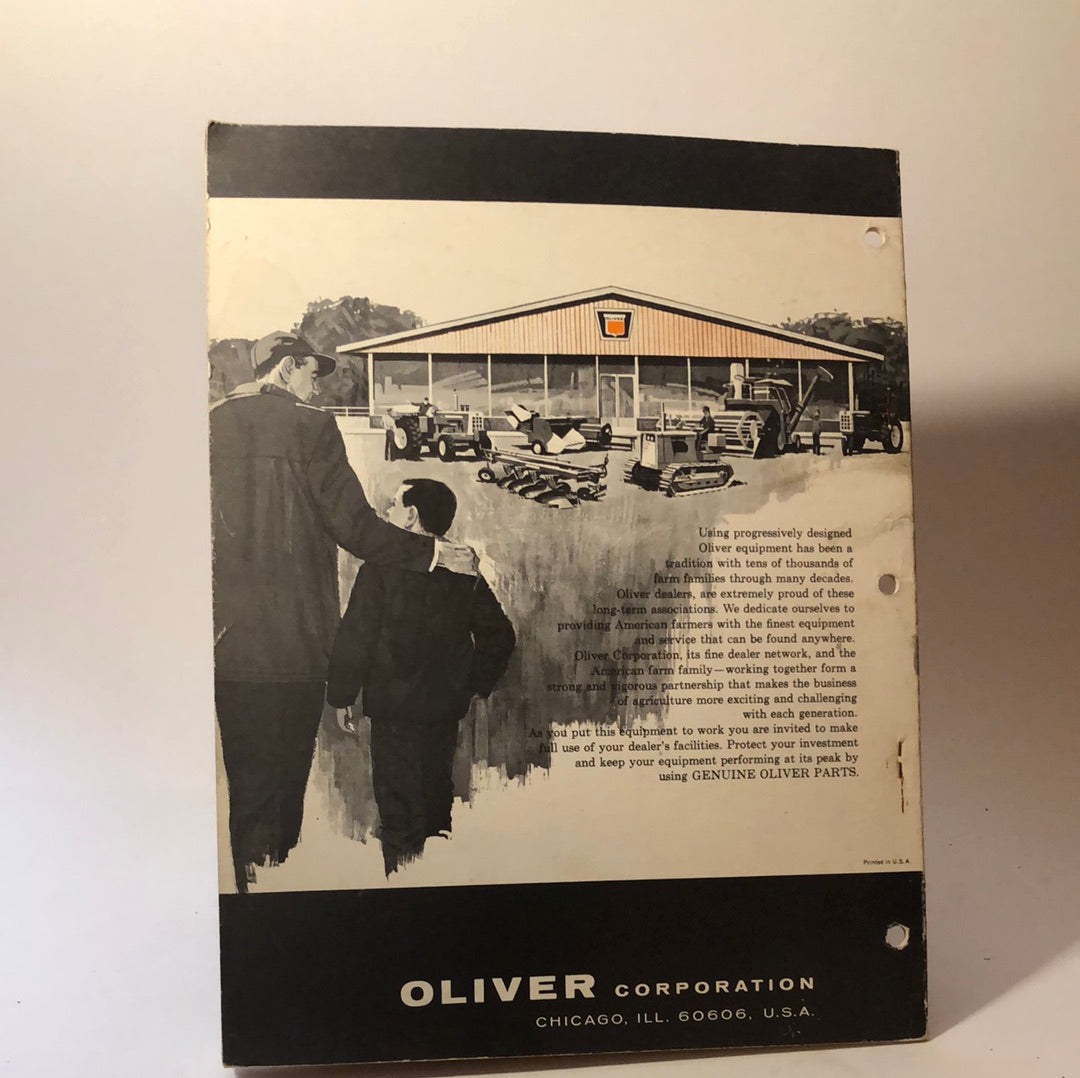 OLIVER
Using progressively designed
Oliver equipment has been a
tradition with tens of thousands of
farm families through many decades.
Oliver dealers, are extremely proud of these
long-term associations. We dedicate ourselves to
providing American farmers with the finest equipment
and service that can be found anywhere.
Oliver Corporation, its fine dealer network, and the
American farm family—working together form a
strong and vigorous partnership that makes the business
of agriculture more exciting and challenging
with each generation.
As you put this equipment to work you are invited to make
full use of your dealer's facilities. Protect your investment
and keep your equipment performing at its peak by
using GENUINE OLIVER PARTS.
Printed in U.S.A.
OLIVER CORPORATION
CHICAGO, ILL. 60606, U.S.A.